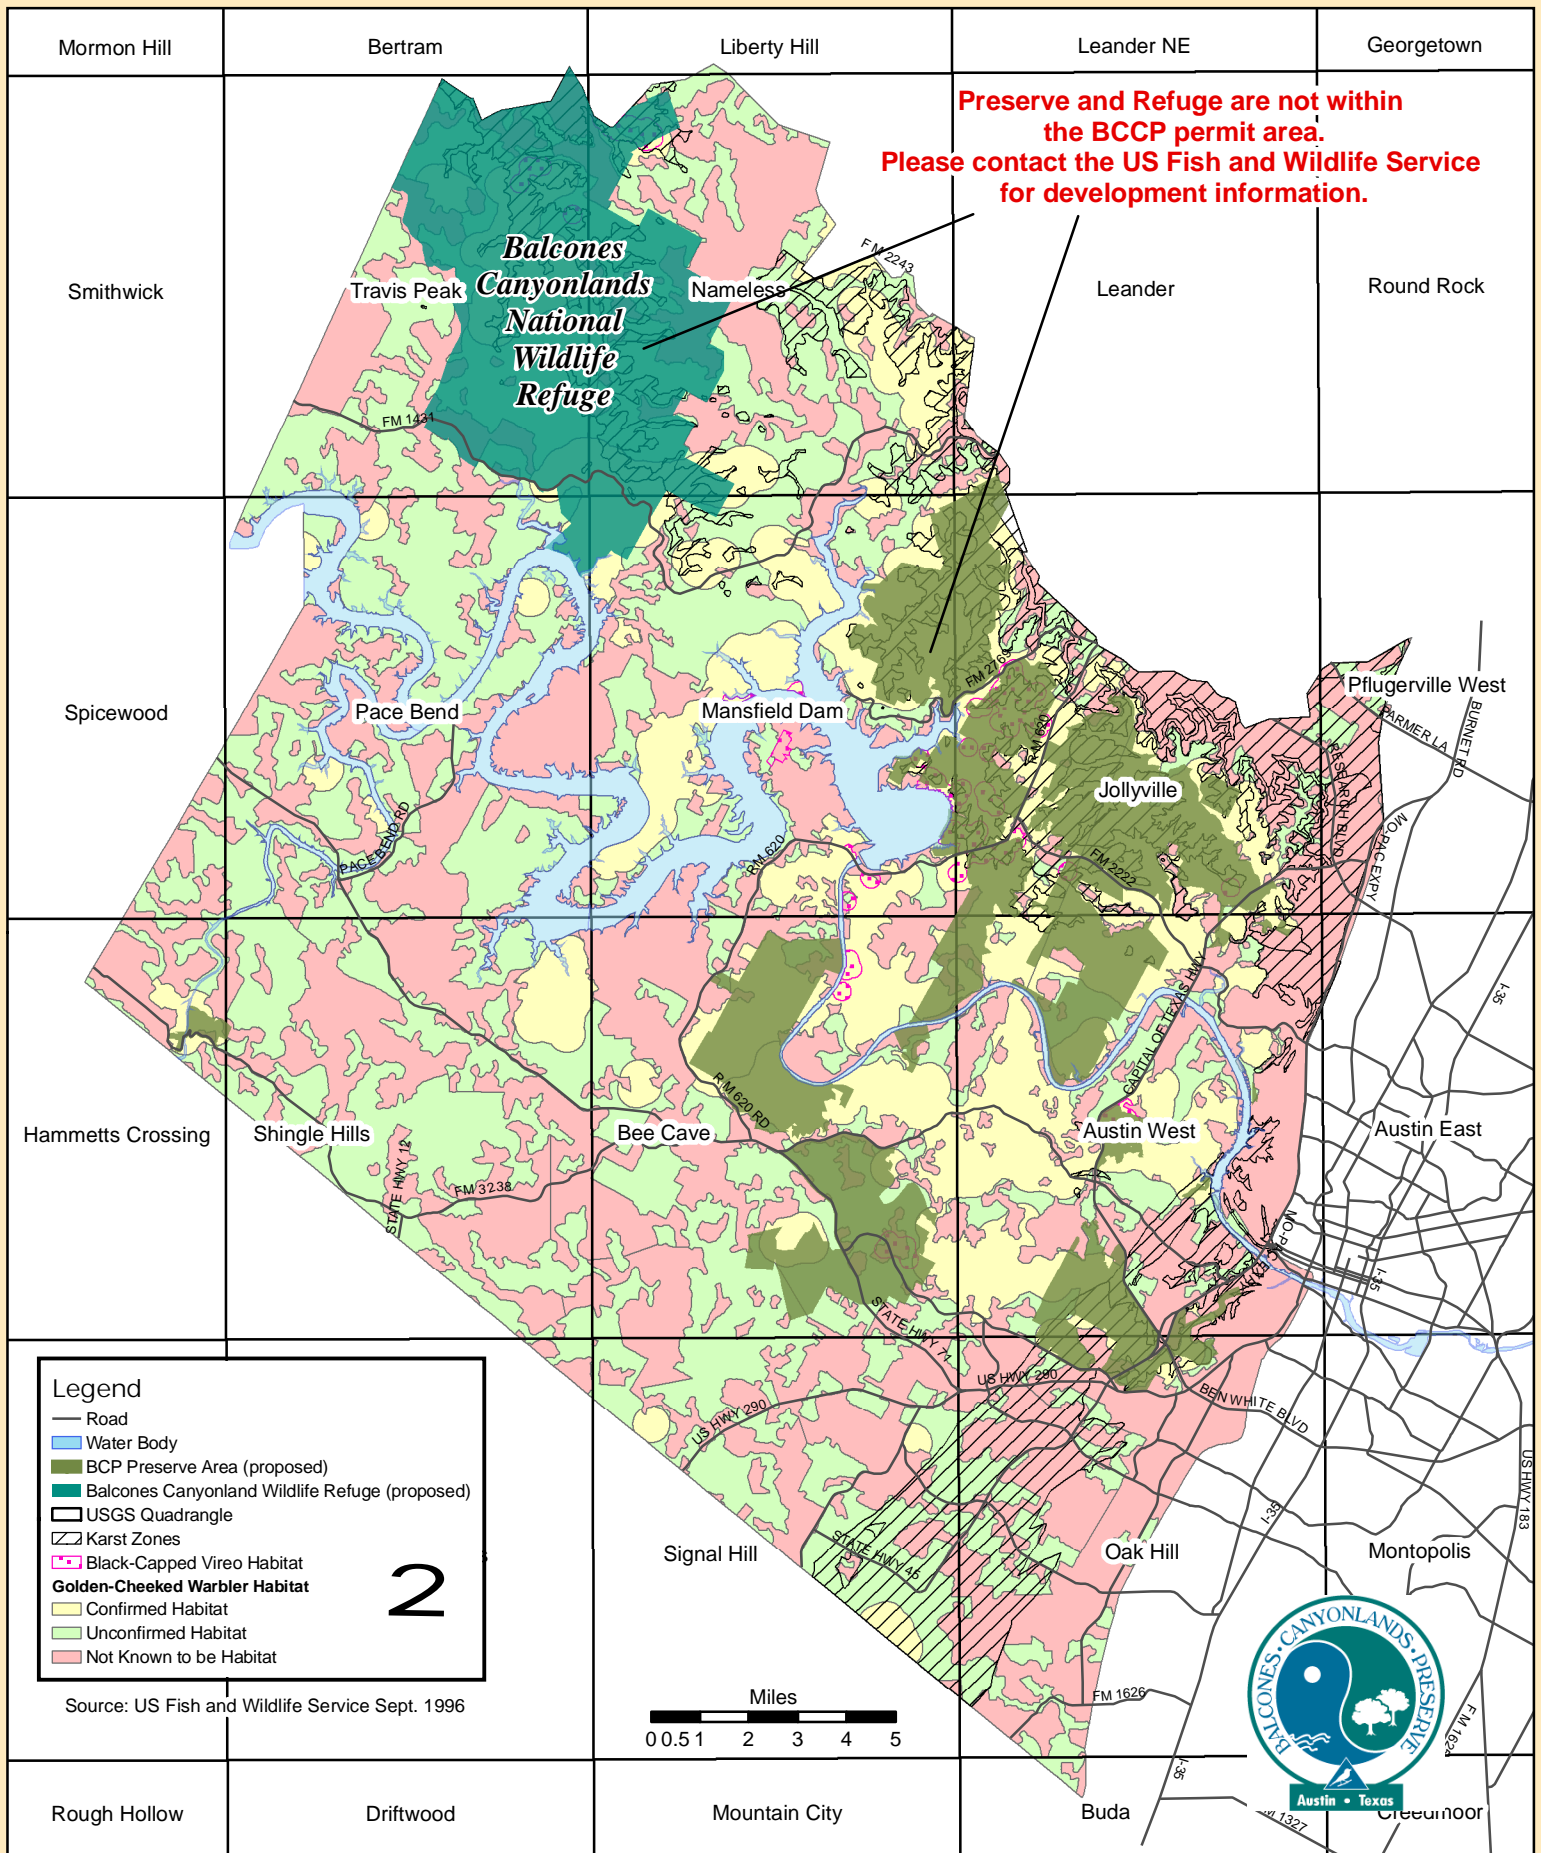 Mormon Hill
Bertram
Liberty Hill
Leander NE
Georgetown
Preserve and Refuge are not within
the BCCP permit area.
Please contact the US Fish and Wildlife Service
for development information.
FM 2243
Balcones
Canyonlands
National
Wildlife
Refuge
Smithwick
Travis Peak
Nameless
Leander
Round Rock
FM 1431
FM 2769
Spicewood
Pace Bend
Mansfield Dam
RM 620
Jollyville
Pflugerville West
PARMER LA
BURNET RD
RESEARCH BLVD
MO-PAC EXPY
PACE BEND RD
RM 620
FM 2222
CAPITAL OF TEXAS HWY
I-35
R M 620 RD
Hammetts Crossing
Shingle Hills
Bee Cave
Austin West
Austin East
STATE HWY 12
FM 3238
MO-PAC EXPY
I-35
STATE HWY 71
US HWY 290
US HWY 290
BEN WHITE BLVD
US HWY 183
I-35
STATE HWY 45
Signal Hill
Oak Hill
Montopolis
Legend
Road
Water Body
BCP Preserve Area (proposed)
Balcones Canyonland Wildlife Refuge (proposed)
USGS Quadrangle
Karst Zones
Black-Capped Vireo Habitat
Golden-Cheeked Warbler Habitat
Confirmed Habitat
Unconfirmed Habitat
Not Known to be Habitat
2
Source: US Fish and Wildlife Service Sept. 1996
Miles
0 0.5 1 2 3 4 5
FM 1626
I-35
BALCONES • CANYONLANDS • PRESERVE
Austin • Texas
Rough Hollow
Driftwood
Mountain City
Buda
Creedmoor